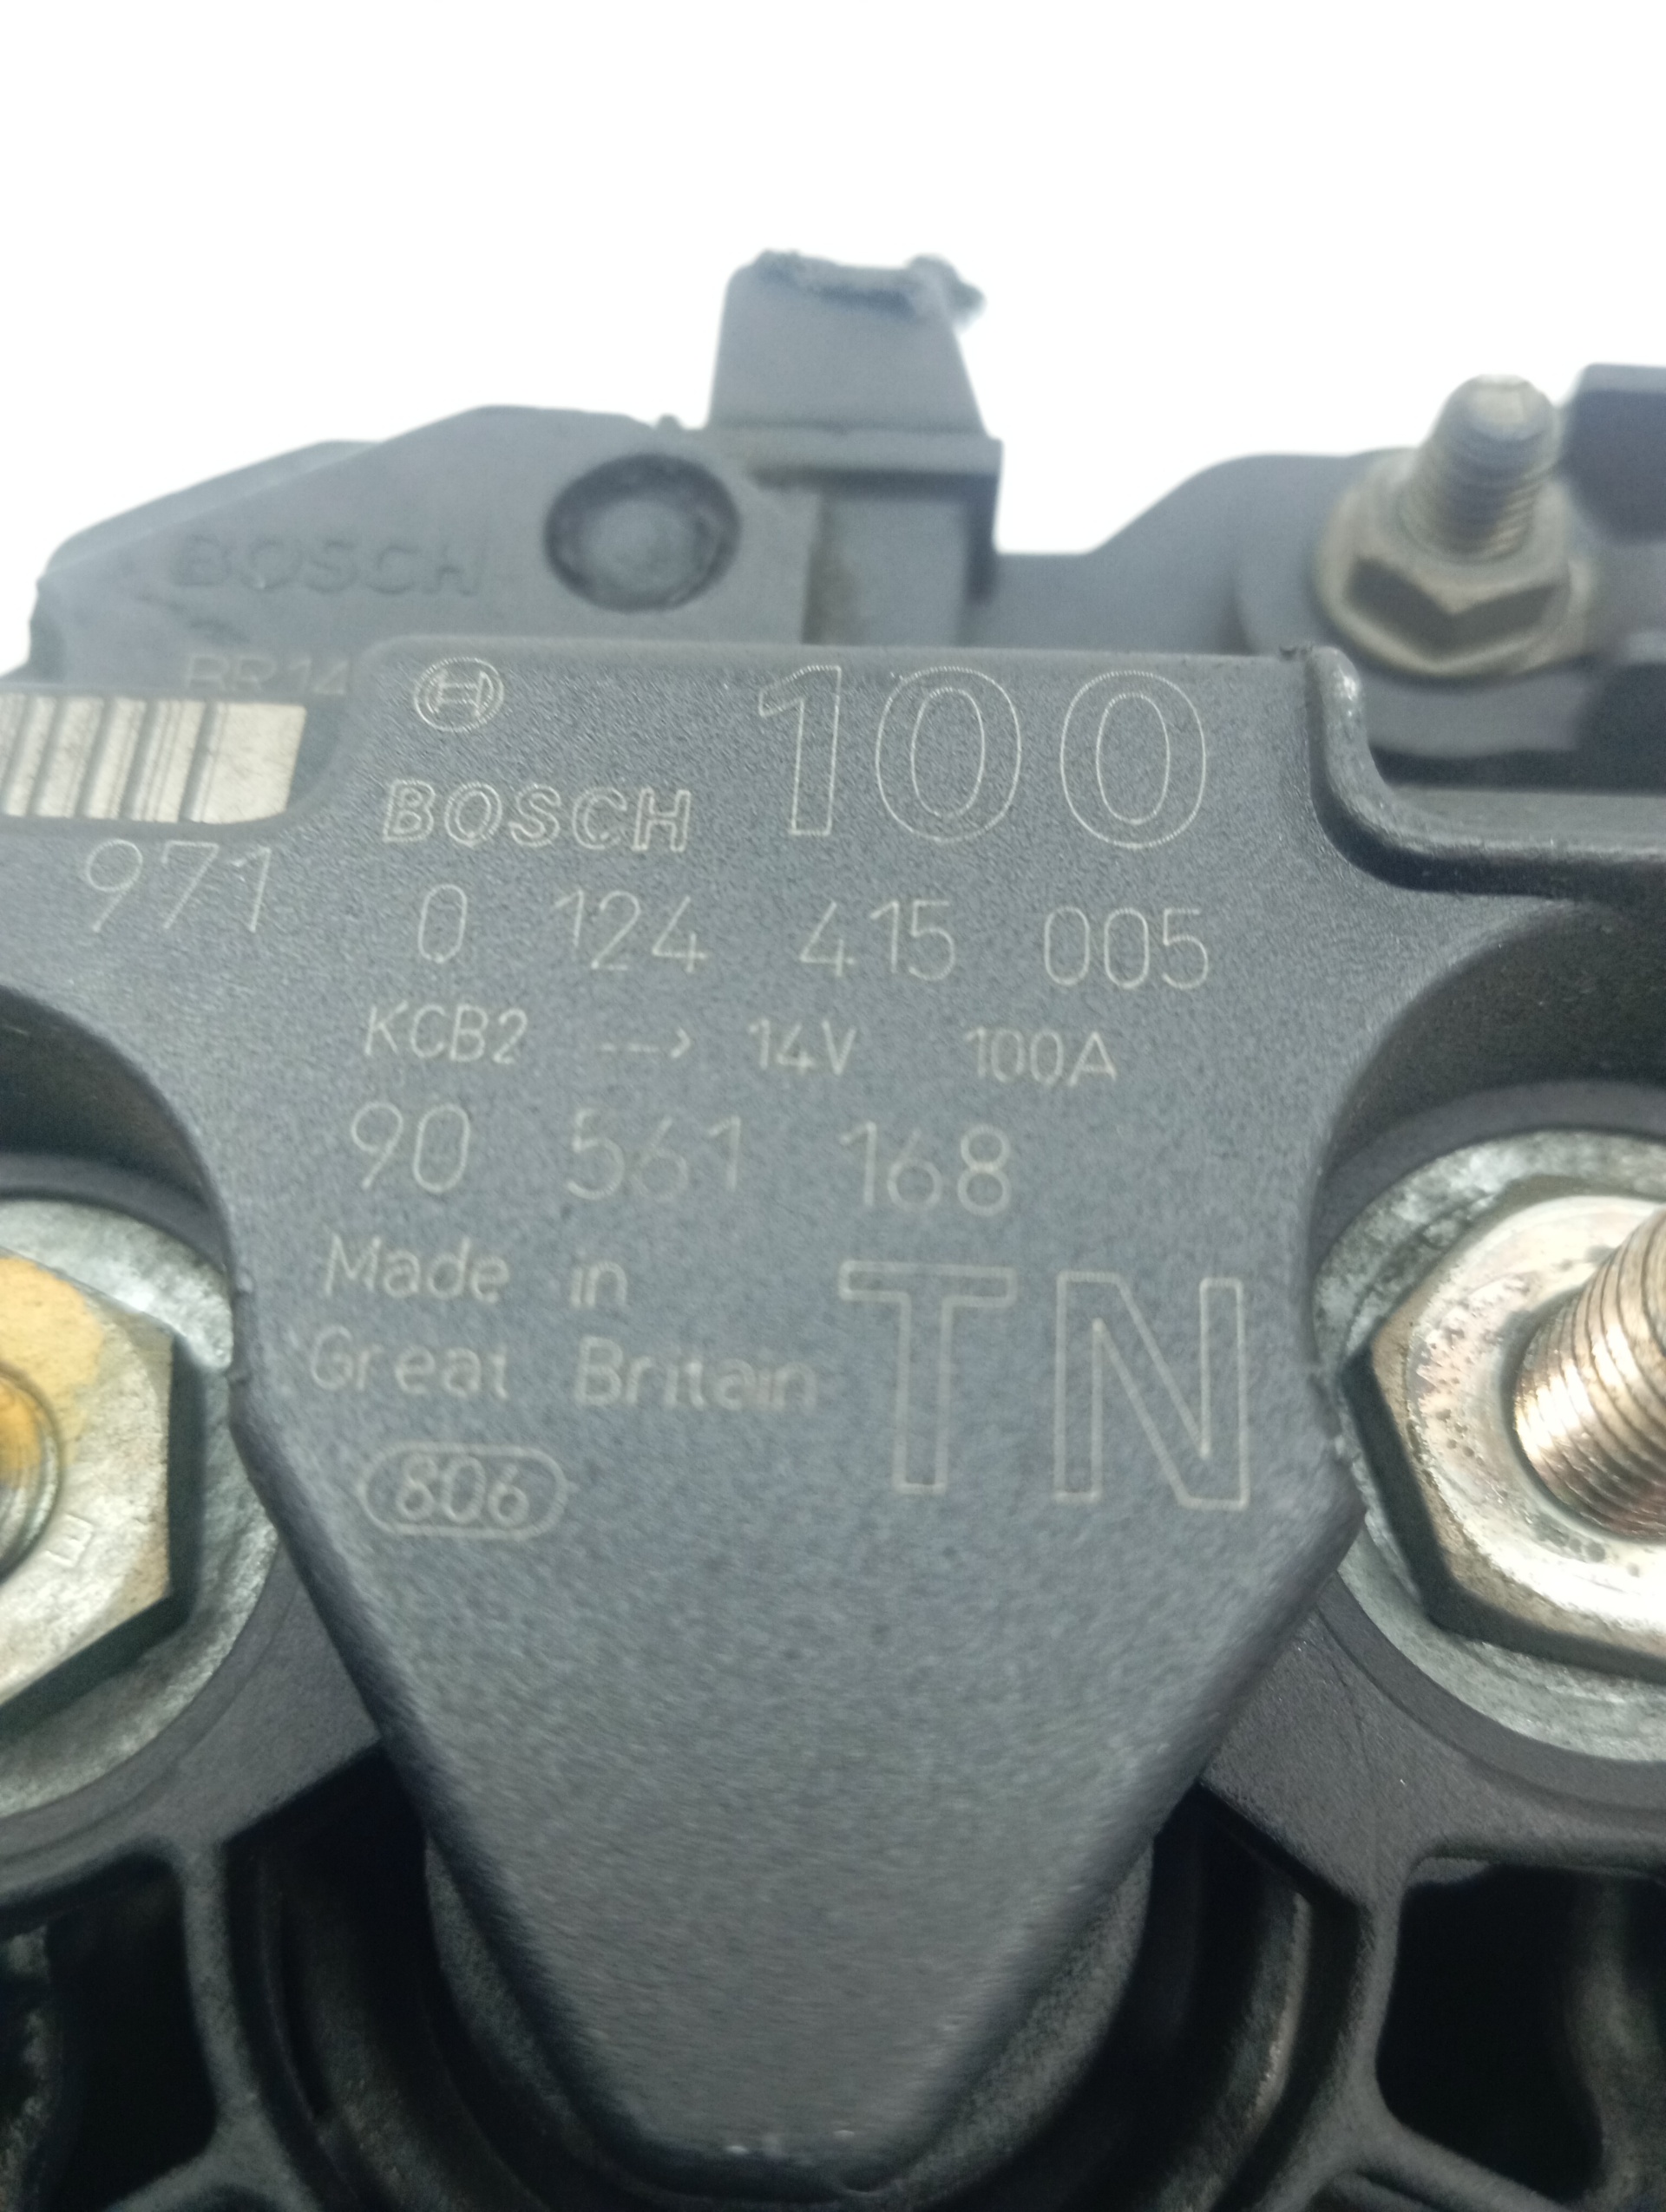 BOSCH
RR14
100
BOSCH
971
0 124 415 005
KCB2 --> 14V 100A
90 561 168
Made in
Great Britain
TN
806